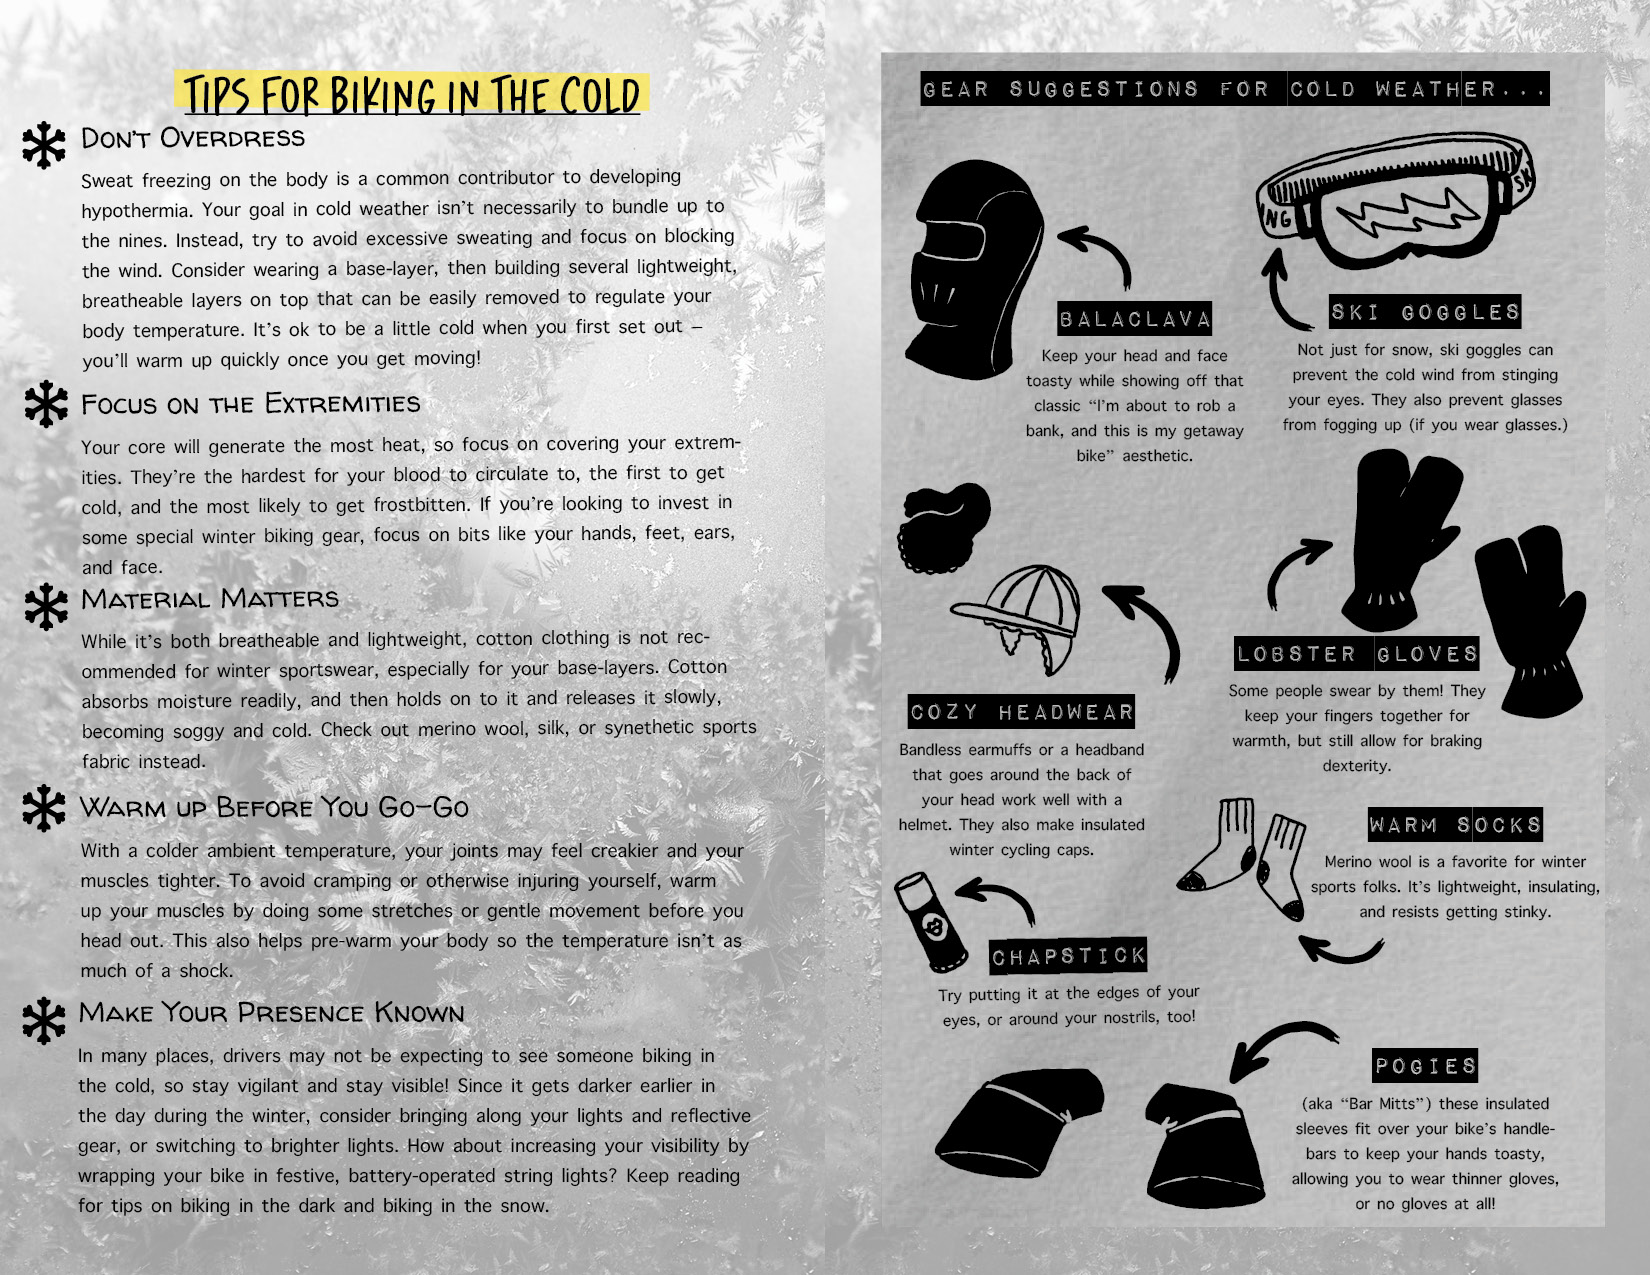 TIPS FOR BIKING IN THE COLD
DON'T OVERDRESS
Sweat freezing on the body is a common contributor to developing
hypothermia. Your goal in cold weather isn't necessarily to bundle up to
the nines. Instead, try to avoid excessive sweating and focus on blocking
the wind. Consider wearing a base-layer, then building several lightweight,
breatheable layers on top that can be easily removed to regulate your
body temperature. It's ok to be a little cold when you first set out –
you'll warm up quickly once you get moving!
FOCUS ON THE EXTREMITIES
Your core will generate the most heat, so focus on covering your extrem-
ities. They're the hardest for your blood to circulate to, the first to get
cold, and the most likely to get frostbitten. If you're looking to invest in
some special winter biking gear, focus on bits like your hands, feet, ears,
and face.
MATERIAL MATTERS
While it's both breatheable and lightweight, cotton clothing is not rec-
ommended for winter sportswear, especially for your base-layers. Cotton
absorbs moisture readily, and then holds on to it and releases it slowly,
becoming soggy and cold. Check out merino wool, silk, or synethetic sports
fabric instead.
WARM UP BEFORE YOU GO-GO
With a colder ambient temperature, your joints may feel creakier and your
muscles tighter. To avoid cramping or otherwise injuring yourself, warm
up your muscles by doing some stretches or gentle movement before you
head out. This also helps pre-warm your body so the temperature isn't as
much of a shock.
MAKE YOUR PRESENCE KNOWN
In many places, drivers may not be expecting to see someone biking in
the cold, so stay vigilant and stay visible! Since it gets darker earlier in
the day during the winter, consider bringing along your lights and reflective
gear, or switching to brighter lights. How about increasing your visibility by
wrapping your bike in festive, battery-operated string lights? Keep reading
for tips on biking in the dark and biking in the snow.
GEAR SUGGESTIONS FOR COLD WEATHER...
BALACLAVA
Keep your head and face
toasty while showing off that
classic “I'm about to rob a
bank, and this is my getaway
bike” aesthetic.
ING
SK
SKI GOGGLES
Not just for snow, ski goggles can
prevent the cold wind from stinging
your eyes. They also prevent glasses
from fogging up (if you wear glasses.)
COZY HEADWEAR
Bandless earmuffs or a headband
that goes around the back of
your head work well with a
helmet. They also make insulated
winter cycling caps.
LOBSTER GLOVES
Some people swear by them! They
keep your fingers together for
warmth, but still allow for braking
dexterity.
WARM SOCKS
Merino wool is a favorite for winter
sports folks. It's lightweight, insulating,
and resists getting stinky.
CHAPSTICK
Try putting it at the edges of your
eyes, or around your nostrils, too!
POGIES
(aka “Bar Mitts”) these insulated
sleeves fit over your bike's handle-
bars to keep your hands toasty,
allowing you to wear thinner gloves,
or no gloves at all!